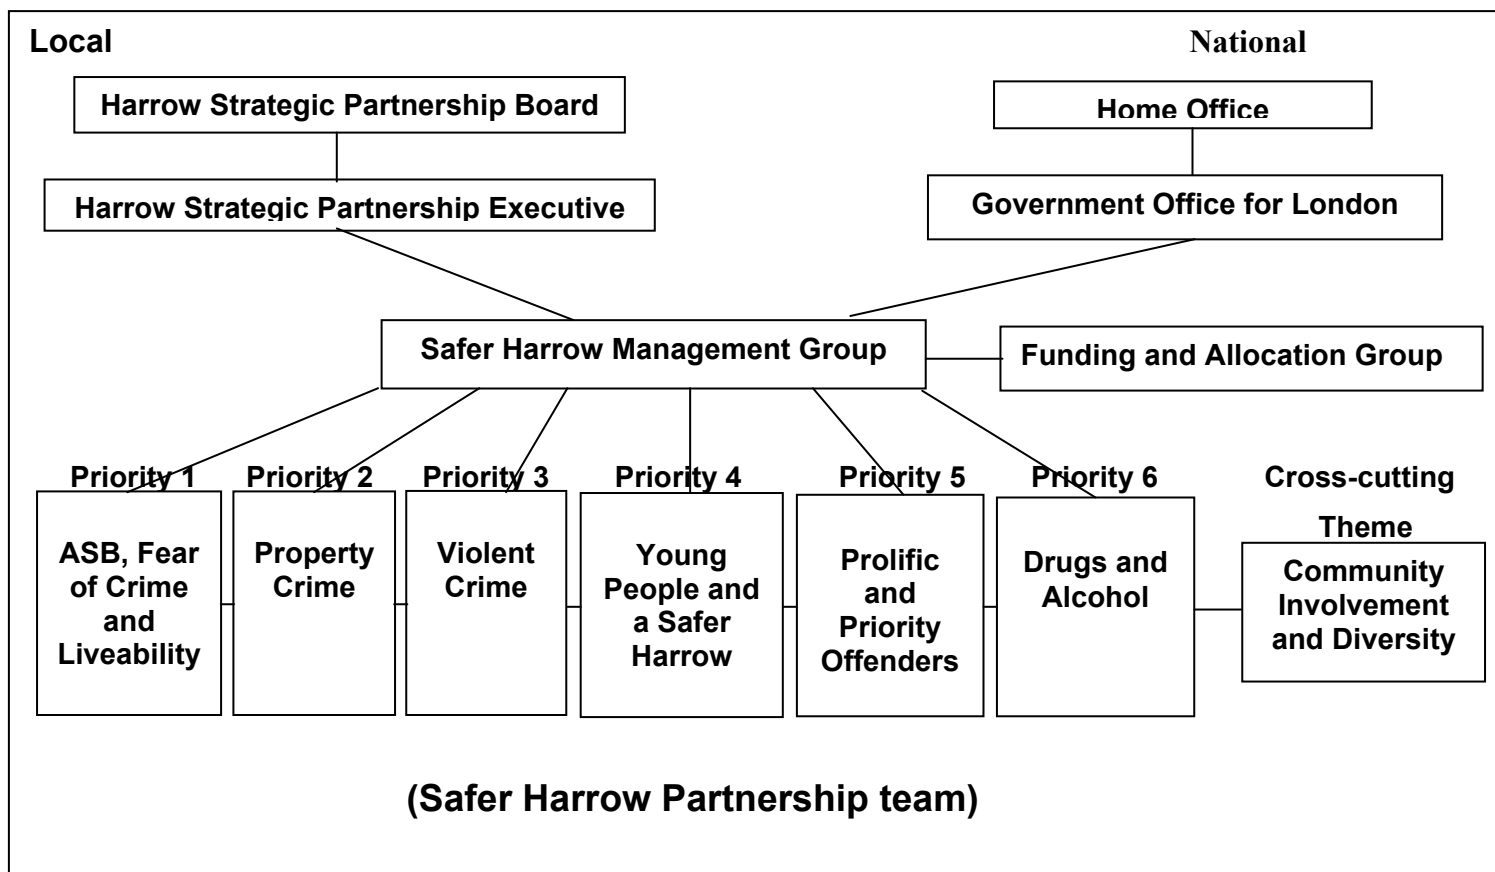 Local
National
Harrow Strategic Partnership Board
Home Office
Harrow Strategic Partnership Executive
Government Office for London
Safer Harrow Management Group
Funding and Allocation Group
Priority 1
Priority 2
Priority 3
Priority 4
Priority 5
Priority 6
Cross-cutting
Theme
ASB, Fear
of Crime
and
Liveability
Property
Crime
Violent
Crime
Young
People and
a Safer
Harrow
Prolific
and
Priority
Offenders
Drugs and
Alcohol
Community
Involvement
and Diversity
(Safer Harrow Partnership team)